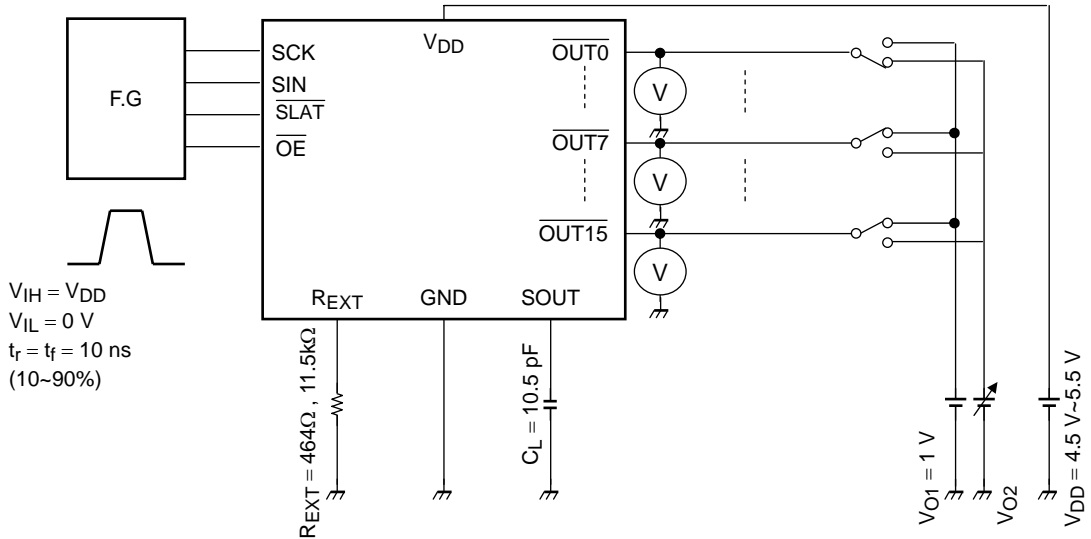 F.G
SCK
SIN
SLAT
OE
VDD
OUT0
V
OUT7
V
OUT15
V
REXT
GND
SOUT
VIH = VDD
VIL = 0 V
tr = tf = 10 ns
(10~90%)
REXT = 464Ω , 11.5kΩ
CL = 10.5 pF
VO1 = 1 V
VO2
VDD = 4.5 V~5.5 V